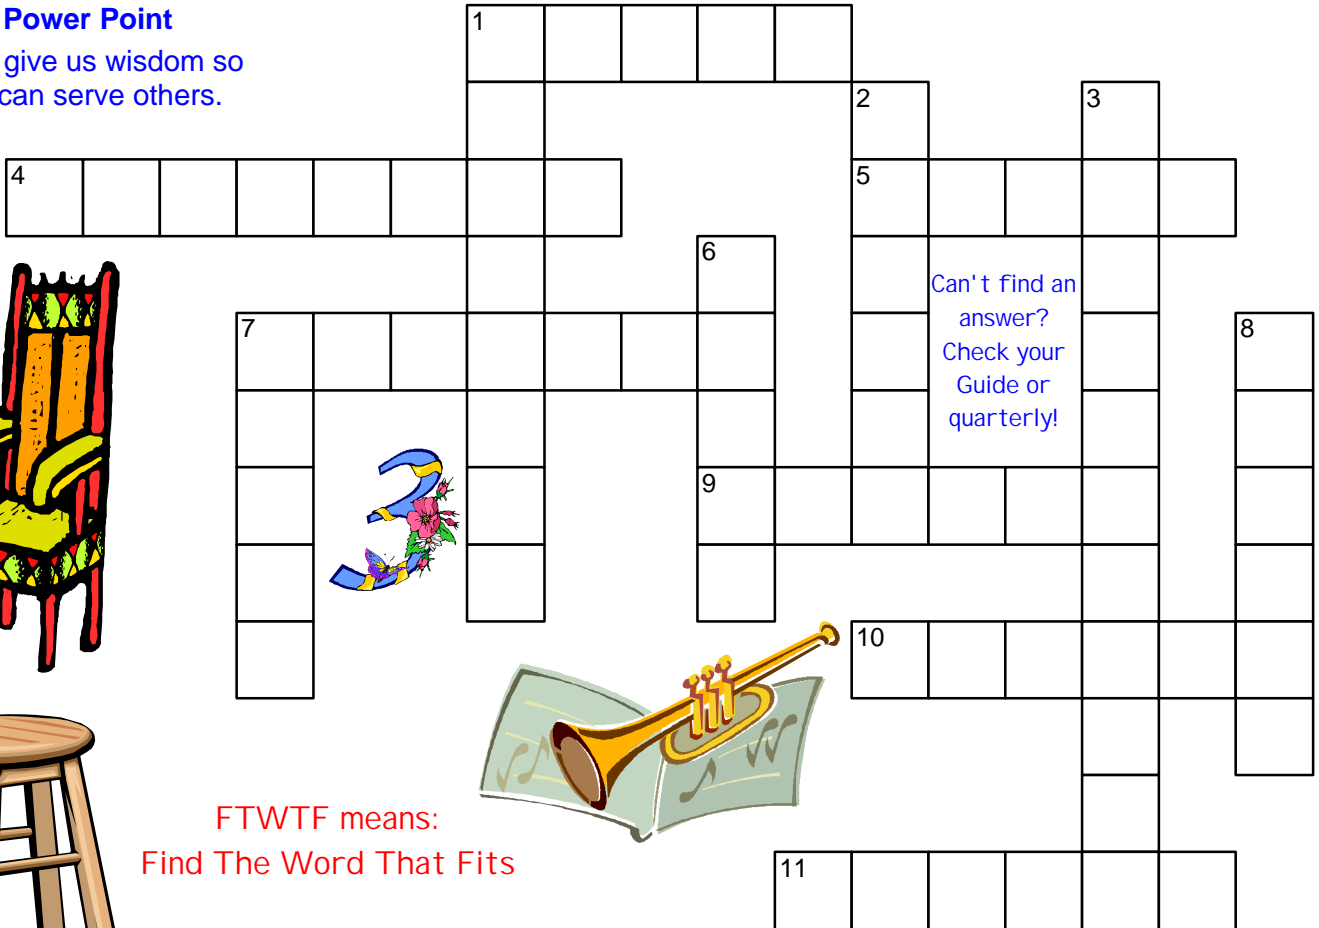 Power Point
give us wisdom so
can serve others.
1
2
3
4
5
6
Can't find an
answer?
Check your
Guide or
quarterly!
7
8
9
10
FTWTF means:
Find The Word That Fits
11